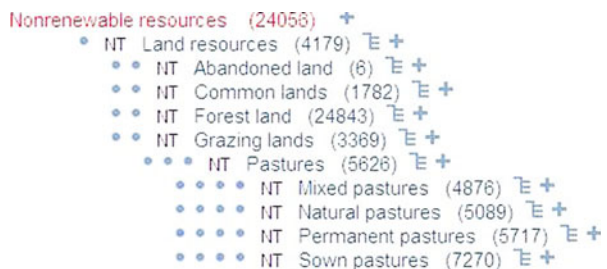 Nonrenewable resources (24056) +
• NT Land resources (4179) +
• • NT Abandoned land (6) +
• • NT Common lands (1782) +
• • NT Forest land (24843) +
• • NT Grazing lands (3369) +
• • • NT Pastures (5626) +
• • • • NT Mixed pastures (4876) +
• • • • NT Natural pastures (5089) +
• • • • NT Permanent pastures (5717) +
• • • • NT Sown pastures (7270) +